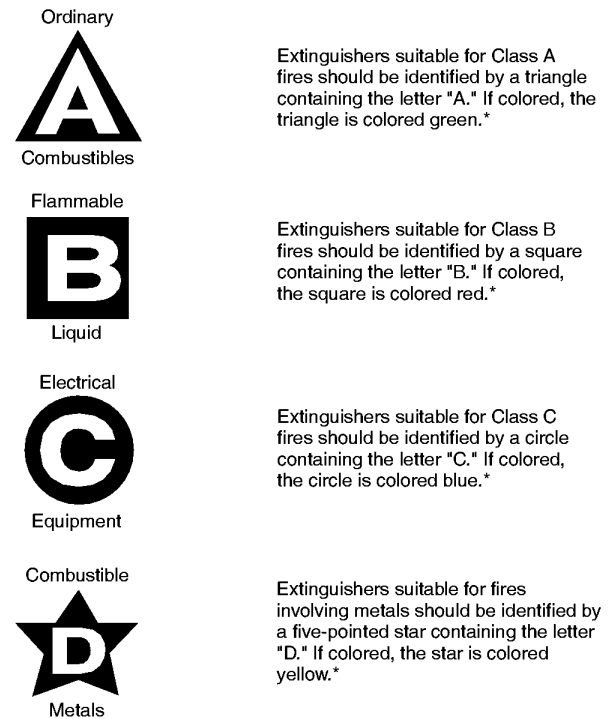 Ordinary
A
Combustibles
Extinguishers suitable for Class A
fires should be identified by a triangle
containing the letter "A." If colored, the
triangle is colored green.*
Flammable
B
Liquid
Extinguishers suitable for Class B
fires should be identified by a square
containing the letter "B." If colored,
the square is colored red.*
Electrical
C
Equipment
Extinguishers suitable for Class C
fires should be identified by a circle
containing the letter "C." If colored,
the circle is colored blue.*
Combustible
D
Metals
Extinguishers suitable for fires
involving metals should be identified by
a five-pointed star containing the letter
"D." If colored, the star is colored
yellow.*